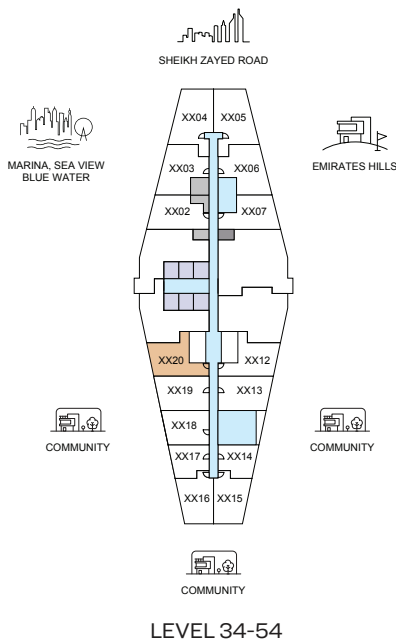 SHEIKH ZAYED ROAD
XX04 XX05
MARINA, SEA VIEW
BLUE WATER
EMIRATES HILLS
XX03 XX06
XX02 XX07
XX20 XX12
XX19 XX13
XX18
XX17 XX14
XX16 XX15
COMMUNITY
COMMUNITY
COMMUNITY
LEVEL 34-54